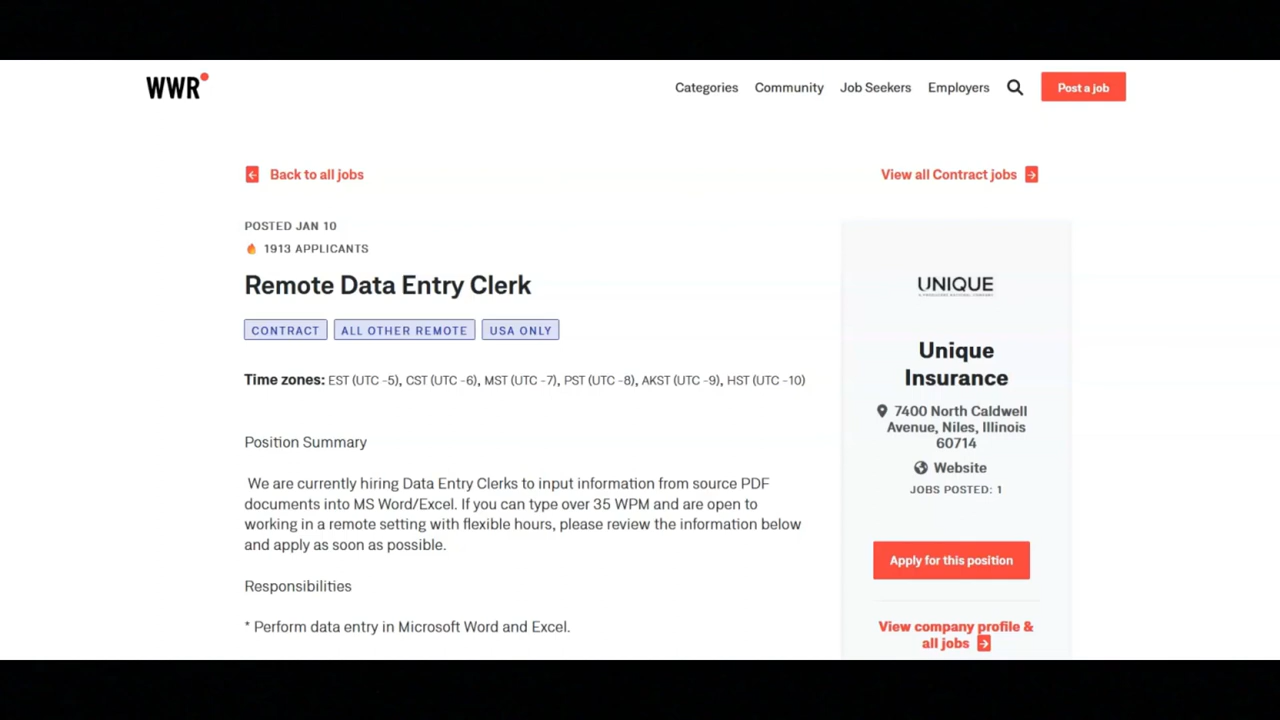 WWR
Categories Community Job Seekers Employers Post a job
Back to all jobs
View all Contract jobs
POSTED JAN 10
1913 APPLICANTS
Remote Data Entry Clerk
CONTRACT ALL OTHER REMOTE USA ONLY
Time zones: EST (UTC -5), CST (UTC -6), MST (UTC -7), PST (UTC -8), AKST (UTC -9), HST (UTC -10)
Position Summary
We are currently hiring Data Entry Clerks to input information from source PDF
documents into MS Word/Excel. If you can type over 35 WPM and are open to
working in a remote setting with flexible hours, please review the information below
and apply as soon as possible.
Responsibilities
* Perform data entry in Microsoft Word and Excel.
UNIQUE
Unique
Insurance
7400 North Caldwell
Avenue, Niles, Illinois
60714
Website
JOBS POSTED: 1
Apply for this position
View company profile &
all jobs